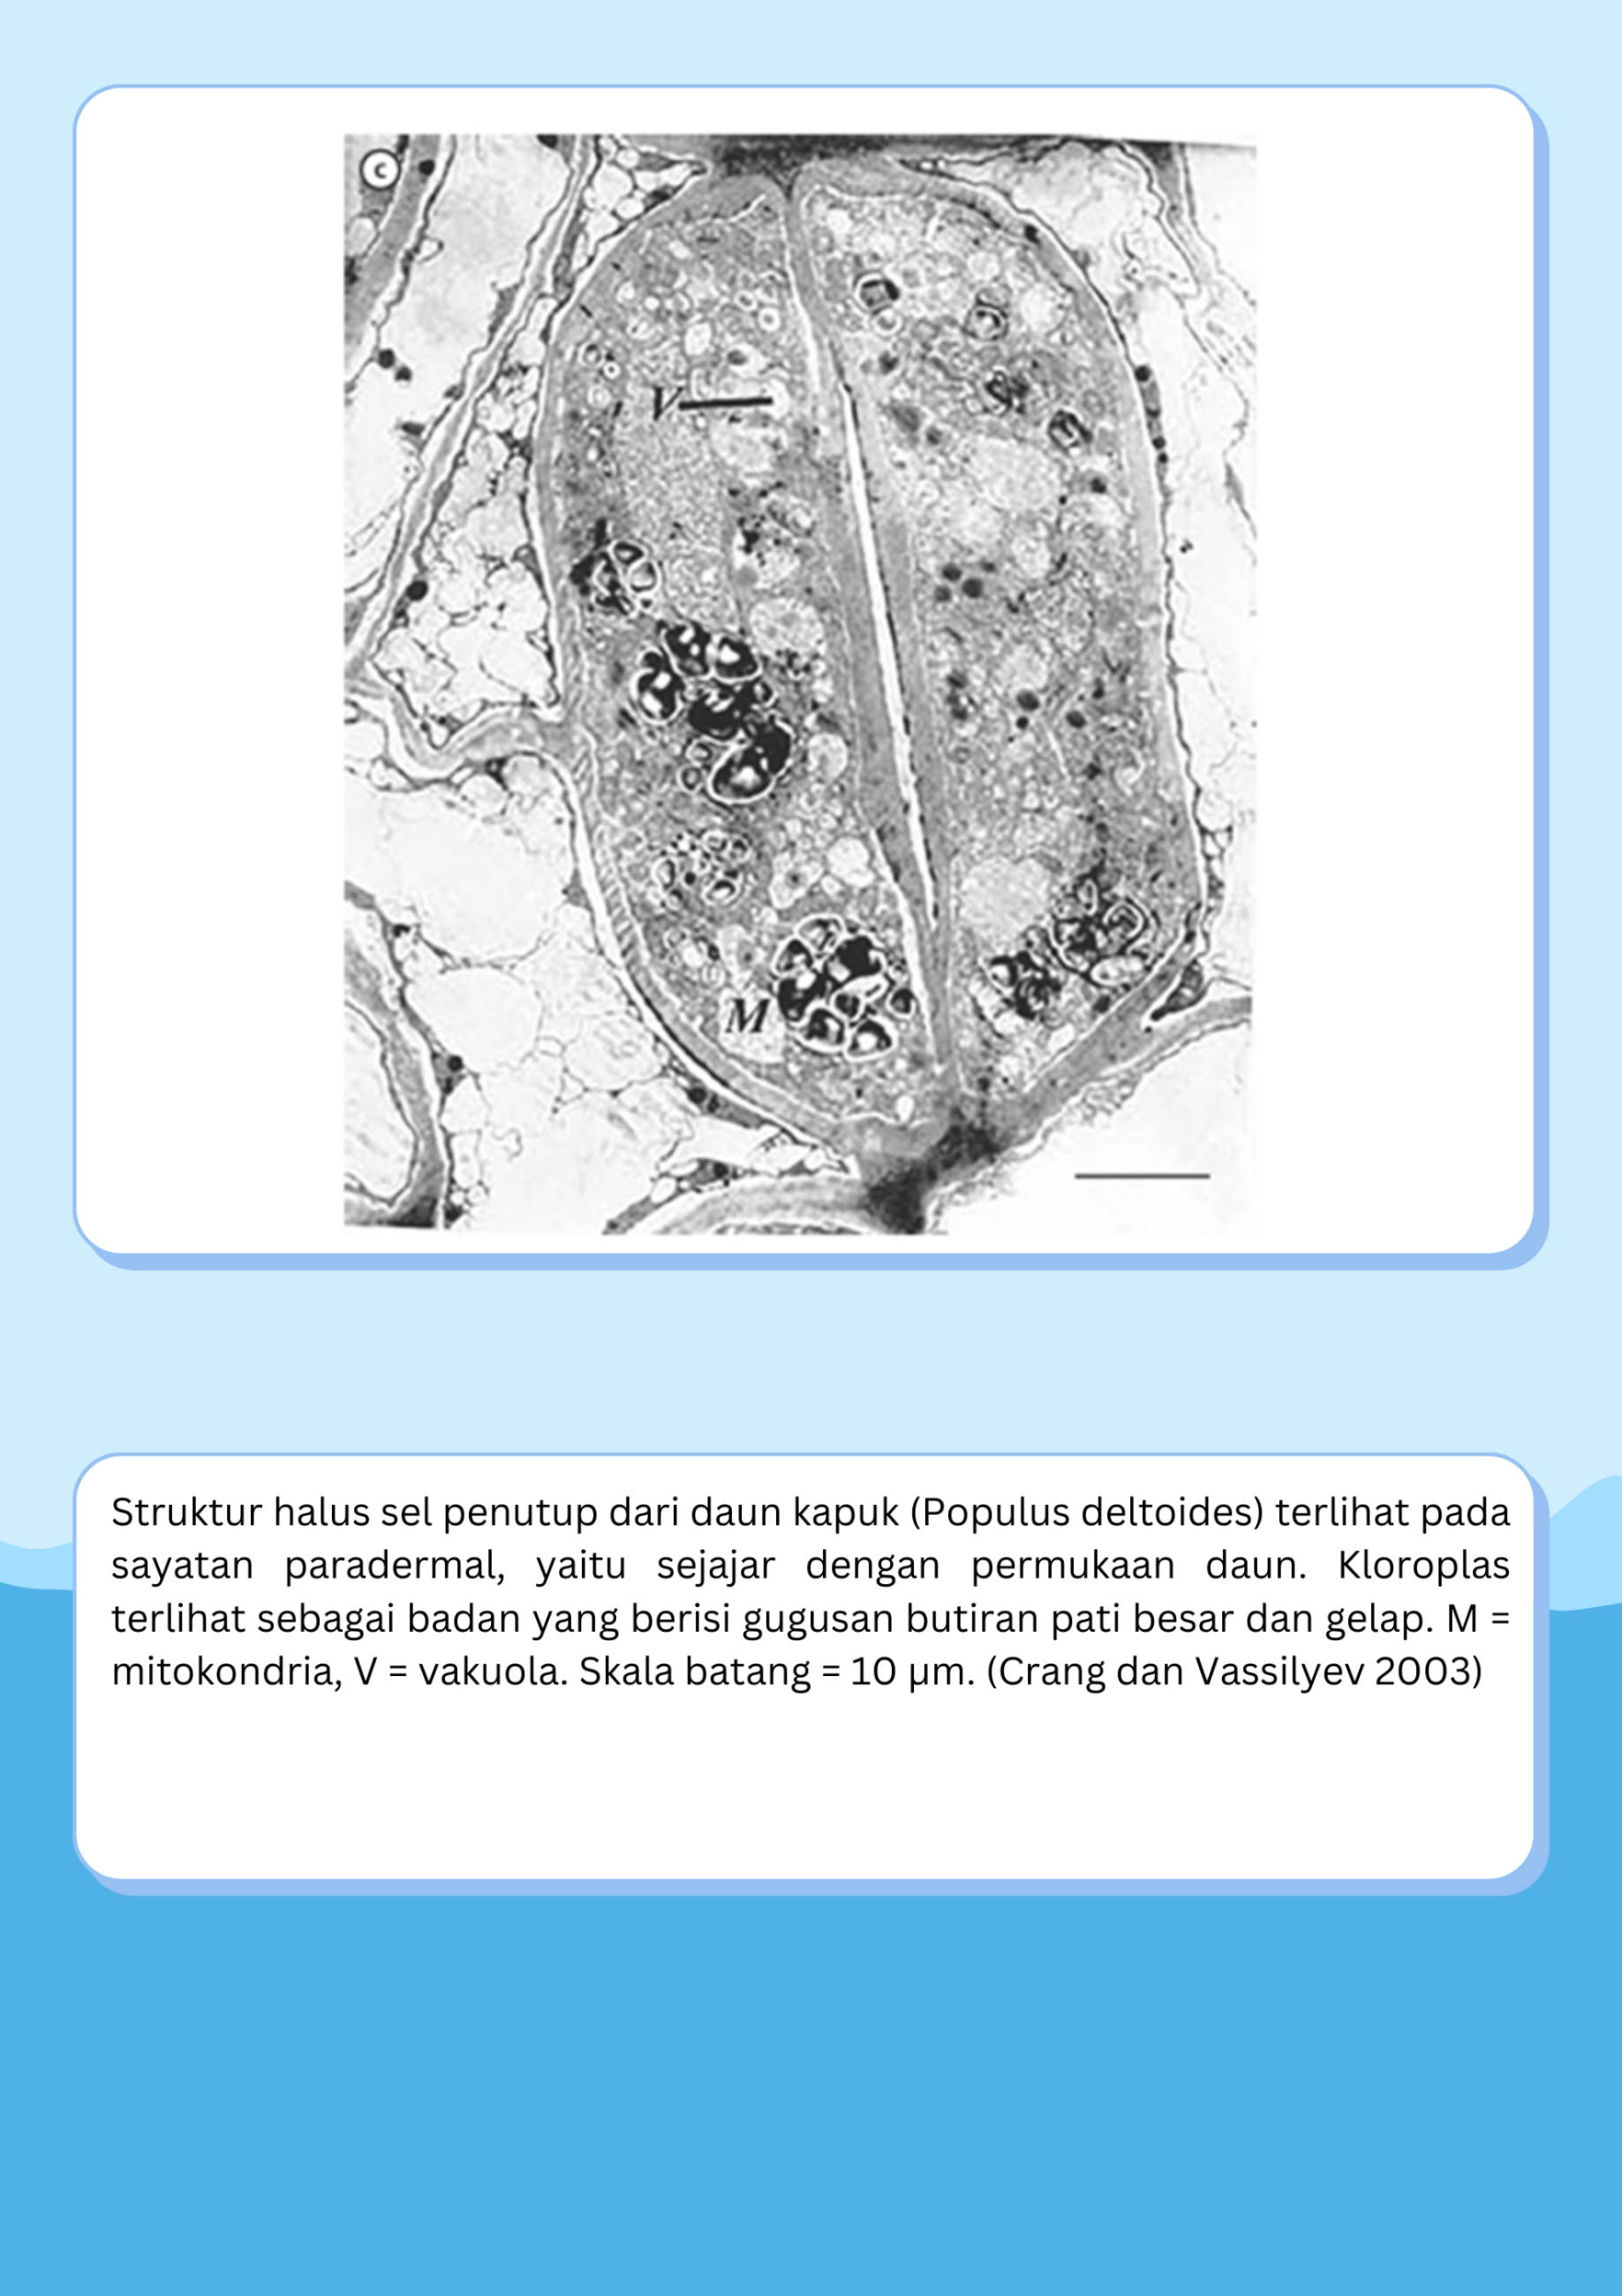 c
V
M
Struktur halus sel penutup dari daun kapuk (Populus deltoides) terlihat pada
sayatan paradermal, yaitu sejajar dengan permukaan daun. Kloroplas
terlihat sebagai badan yang berisi gugusan butiran pati besar dan gelap. M =
mitokondria, V = vakuola. Skala batang = 10 µm. (Crang dan Vassilyev 2003)